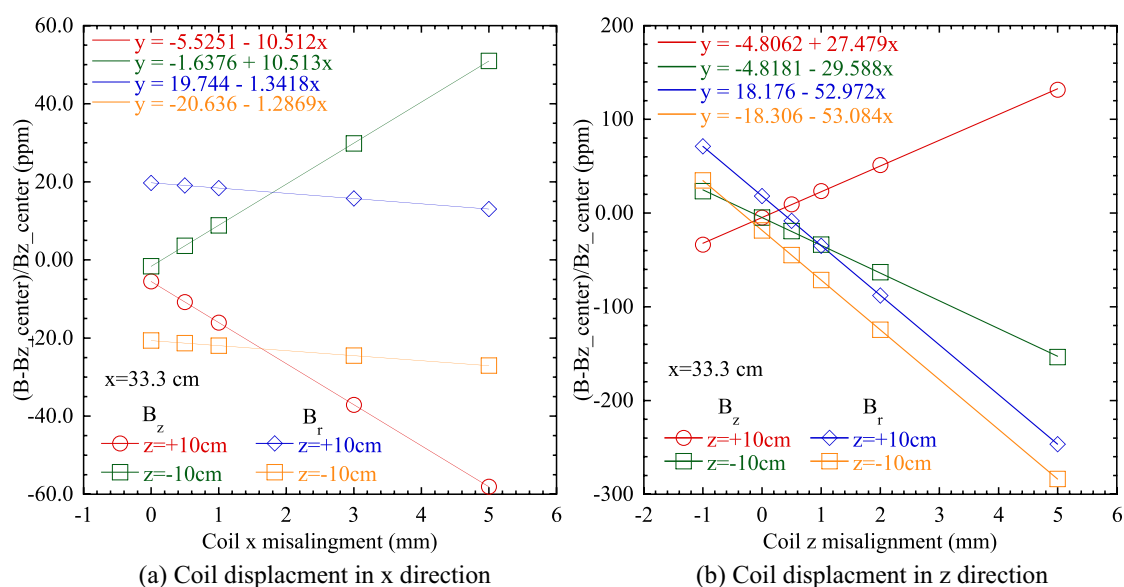 y = -5.5251 - 10.512x
y = -1.6376 + 10.513x
y = 19.744 - 1.3418x
y = -20.636 - 1.2869x
60.0
40.0
20.0
0.00
-20.0
-40.0
-60.0
(B-Bz_center)/Bz_center (ppm)
x=33.3 cm
Bz Br
z=+10cm z=+10cm
z=-10cm z=-10cm
-1 0 1 2 3 4 5 6
Coil x misalingment (mm)
(a) Coil displacment in x direction
y = -4.8062 + 27.479x
y = -4.8181 - 29.588x
y = 18.176 - 52.972x
y = -18.306 - 53.084x
200
100
0.00
-100
-200
-300
(B-Bz_center)/Bz_center (ppm)
x=33.3 cm
Bz Br
z=+10cm z=+10cm
z=-10cm z=-10cm
-2 -1 0 1 2 3 4 5 6
Coil z misalignment (mm)
(b) Coil displacment in z direction